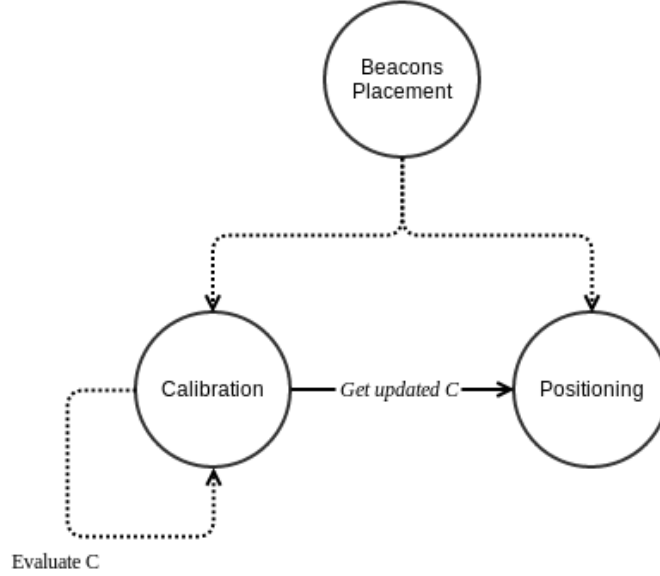 Beacons
Placement
Calibration
Get updated C
Positioning
Evaluate C